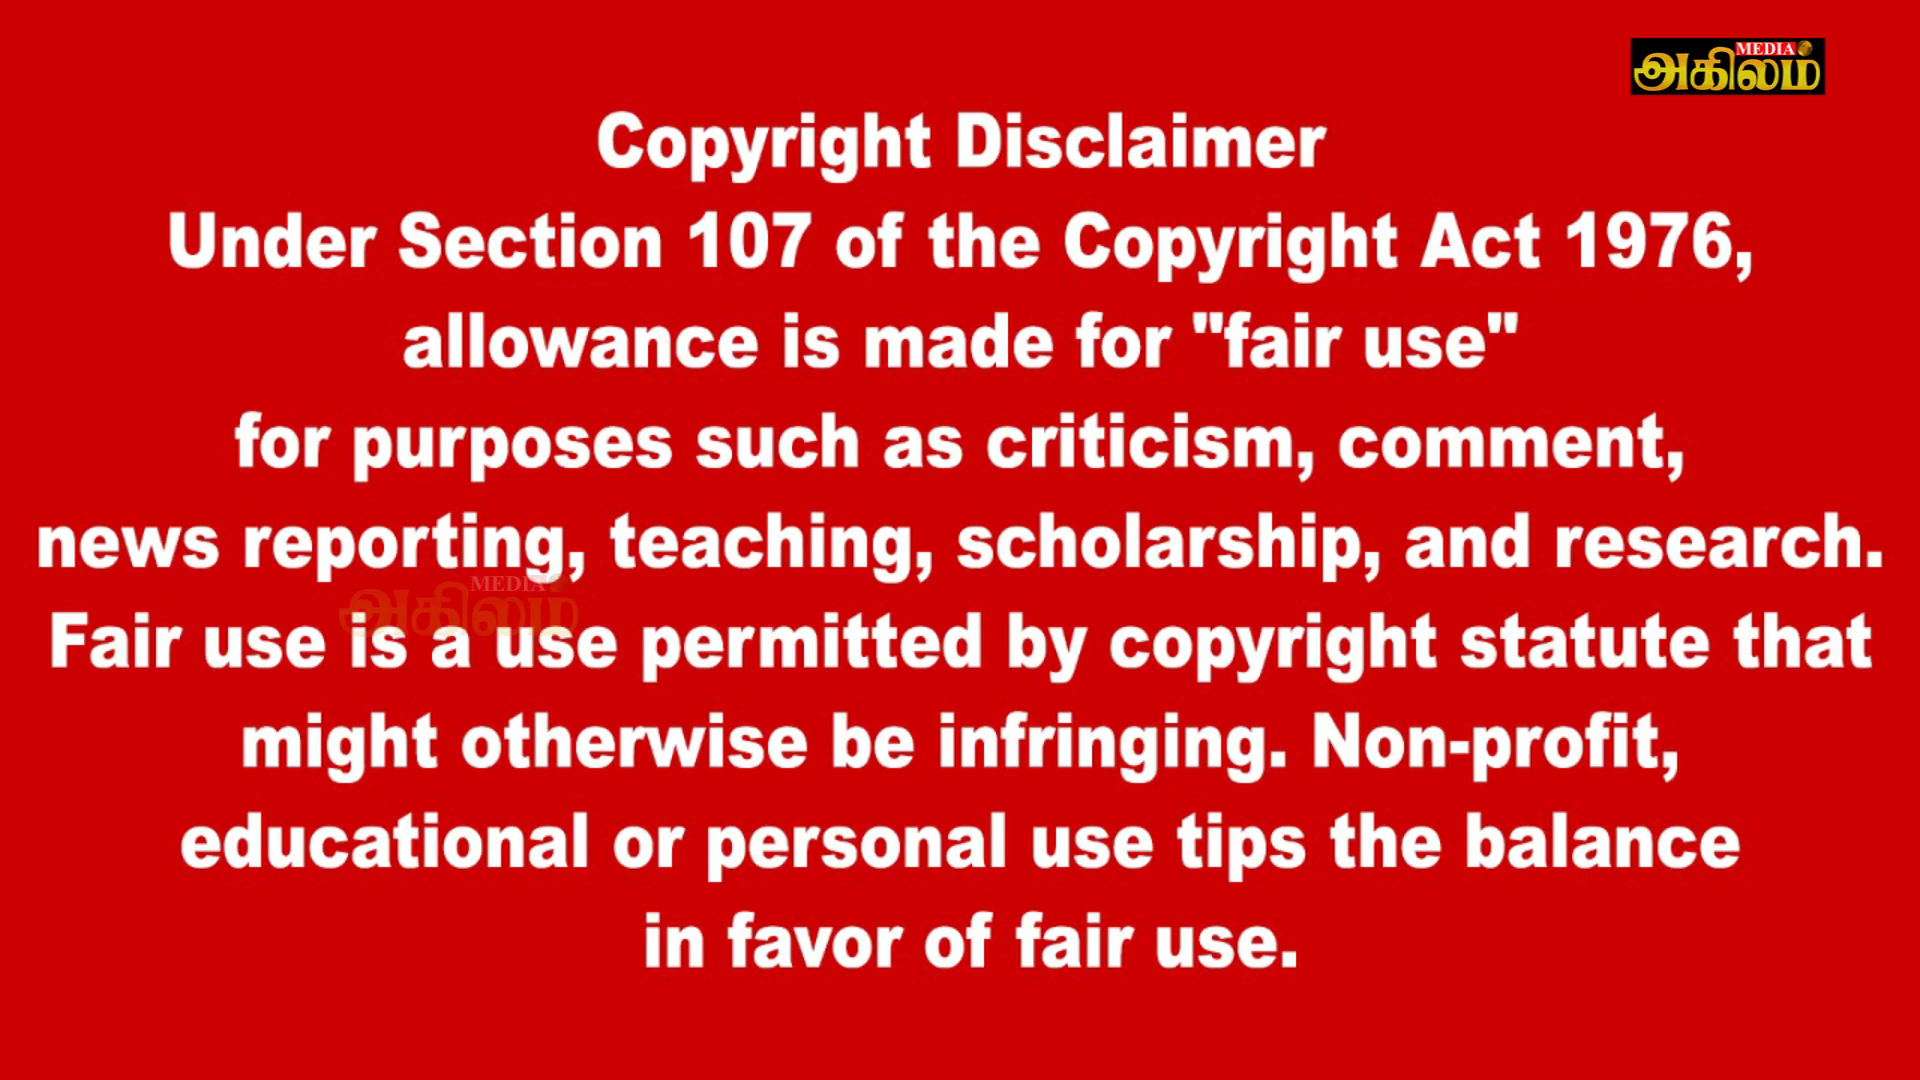 MEDIA
அகிலம்
Copyright Disclaimer
Under Section 107 of the Copyright Act 1976,
allowance is made for "fair use"
for purposes such as criticism, comment,
news reporting, teaching, scholarship, and research.
MEDIA
அகிலம்
Fair use is a use permitted by copyright statute that
might otherwise be infringing. Non-profit,
educational or personal use tips the balance
in favor of fair use.